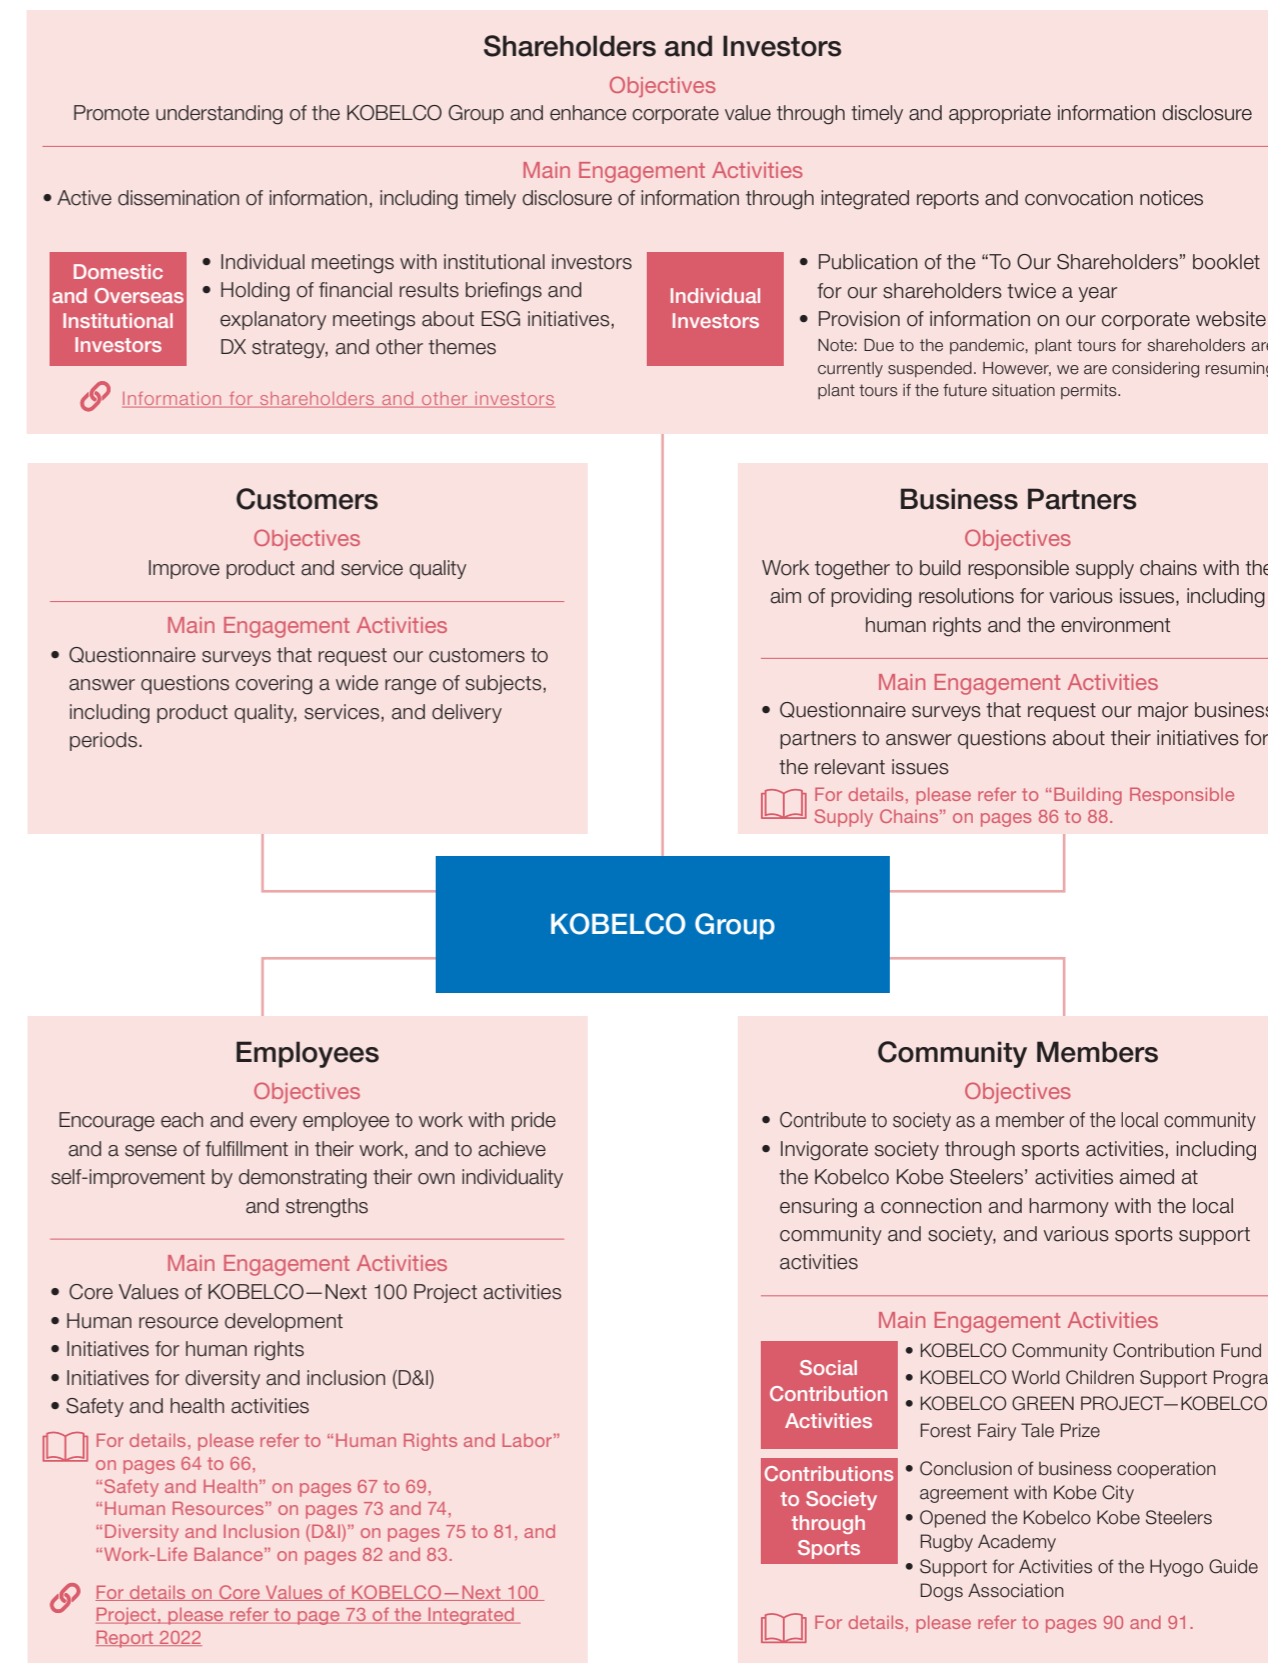 Shareholders and Investors
Objectives
Promote understanding of the KOBELCO Group and enhance corporate value through timely and appropriate information disclosure
Main Engagement Activities
• Active dissemination of information, including timely disclosure of information through integrated reports and convocation notices
Domestic
and Overseas
Institutional
Investors
• Individual meetings with institutional investors
• Holding of financial results briefings and
explanatory meetings about ESG initiatives,
DX strategy, and other themes
Information for shareholders and other investors
Individual
Investors
• Publication of the “To Our Shareholders” booklet
for our shareholders twice a year
• Provision of information on our corporate website
Note: Due to the pandemic, plant tours for shareholders are
currently suspended. However, we are considering resuming
plant tours if the future situation permits.
Customers
Objectives
Improve product and service quality
Main Engagement Activities
• Questionnaire surveys that request our customers to
answer questions covering a wide range of subjects,
including product quality, services, and delivery
periods.
Business Partners
Objectives
Work together to build responsible supply chains with the
aim of providing resolutions for various issues, including
human rights and the environment
Main Engagement Activities
• Questionnaire surveys that request our major business
partners to answer questions about their initiatives for
the relevant issues
For details, please refer to “Building Responsible
Supply Chains” on pages 86 to 88.
KOBELCO Group
Employees
Objectives
Encourage each and every employee to work with pride
and a sense of fulfillment in their work, and to achieve
self-improvement by demonstrating their own individuality
and strengths
Main Engagement Activities
• Core Values of KOBELCO—Next 100 Project activities
• Human resource development
• Initiatives for human rights
• Initiatives for diversity and inclusion (D&I)
• Safety and health activities
For details, please refer to “Human Rights and Labor”
on pages 64 to 66,
“Safety and Health” on pages 67 to 69,
“Human Resources” on pages 73 and 74,
“Diversity and Inclusion (D&I)” on pages 75 to 81, and
“Work-Life Balance” on pages 82 and 83.
For details on Core Values of KOBELCO—Next 100
Project, please refer to page 73 of the Integrated
Report 2022
Community Members
Objectives
• Contribute to society as a member of the local community
• Invigorate society through sports activities, including
the Kobelco Kobe Steelers’ activities aimed at
ensuring a connection and harmony with the local
community and society, and various sports support
activities
Main Engagement Activities
Social
Contribution
Activities
• KOBELCO Community Contribution Fund
• KOBELCO World Children Support Progra
• KOBELCO GREEN PROJECT—KOBELCO
Forest Fairy Tale Prize
Contributions
to Society
through
Sports
• Conclusion of business cooperation
agreement with Kobe City
• Opened the Kobelco Kobe Steelers
Rugby Academy
• Support for Activities of the Hyogo Guide
Dogs Association
For details, please refer to pages 90 and 91.